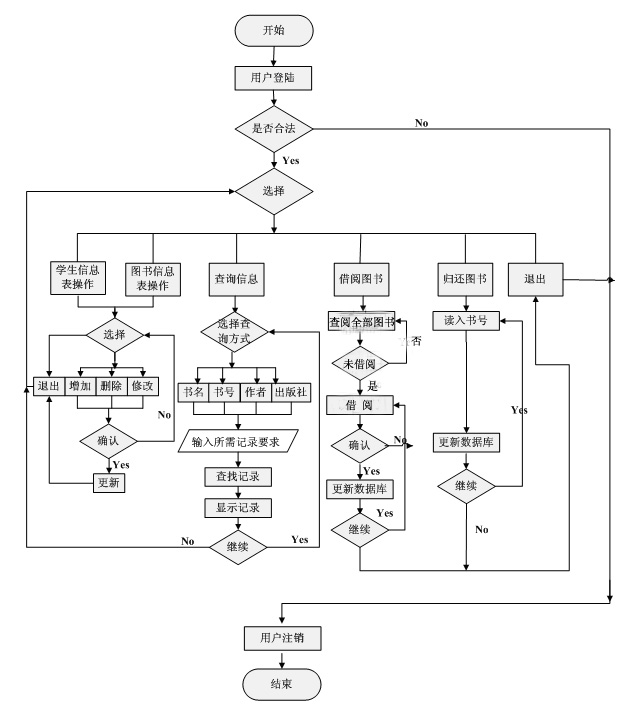 开始
用户登陆
是否合法
No
Yes
选择
学生信息
表操作
图书信息
表操作
查询信息
借阅图书
归还图书
退出
选择
选择查
询方式
查阅全部图书
读入书号
否
未借阅
是
退出
增加
删除
修改
书名
书号
作者
出版社
借 阅
No
Yes
确认
输入所需记录要求
确认
No
更新数据库
Yes
Yes
更新
查找记录
更新数据库
继续
显示记录
Yes
No
继续
Yes
继续
No
用户注销
结束